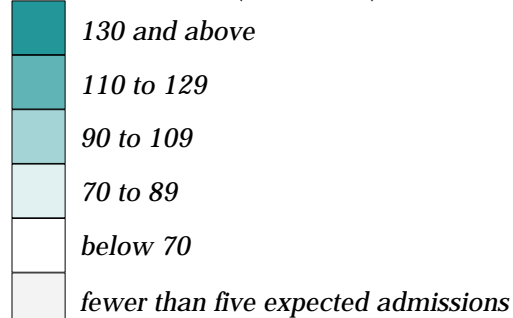 130 and above
110 to 129
90 to 109
70 to 89
below 70
fewer than five expected admissions